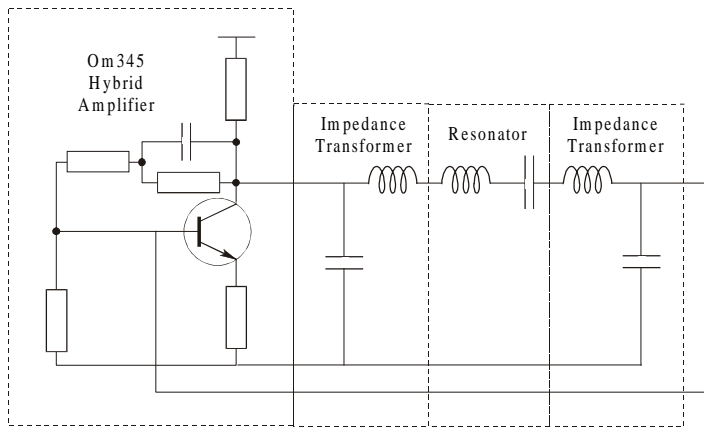 Om345
Hybrid
Amplifier
Impedance
Transformer
Resonator
Impedance
Transformer